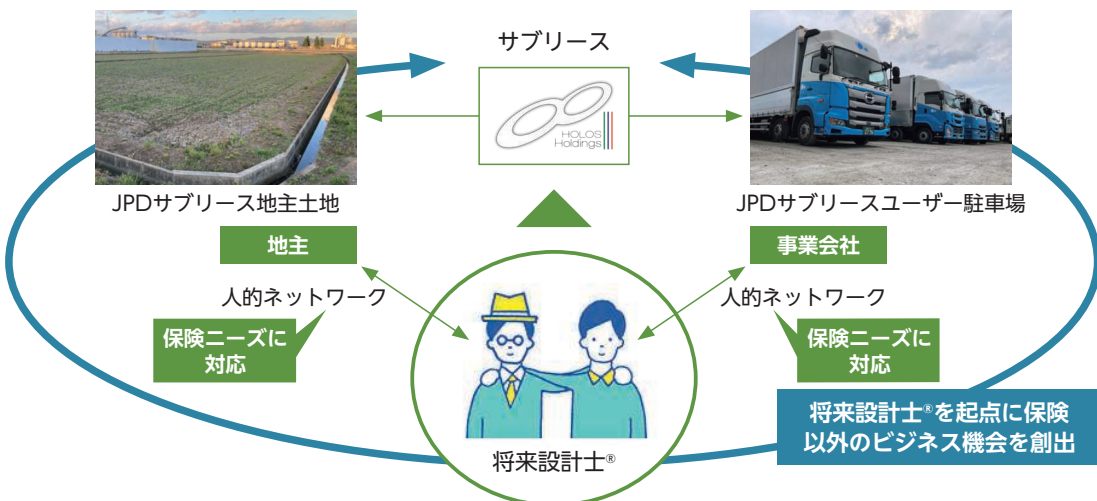 サブリース
HOLOS
Holdings
JPDサブリース地主土地
JPDサブリースユーザー駐車場
地主
事業会社
人的ネットワーク
人的ネットワーク
保険ニーズに
対応
保険ニーズに
対応
将来設計士®を起点に保険
以外のビジネス機会を創出
将来設計士®